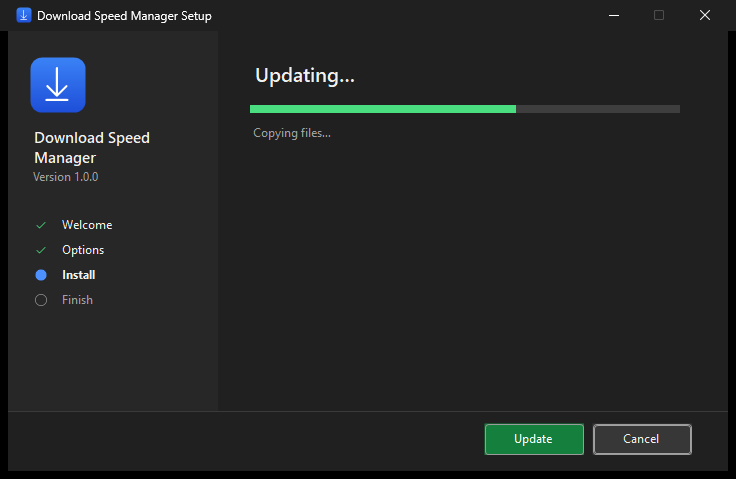 Download Speed Manager Setup
Download Speed
Manager
Version 1.0.0
Welcome
Options
Install
Finish
Updating...
Copying files...
Update
Cancel